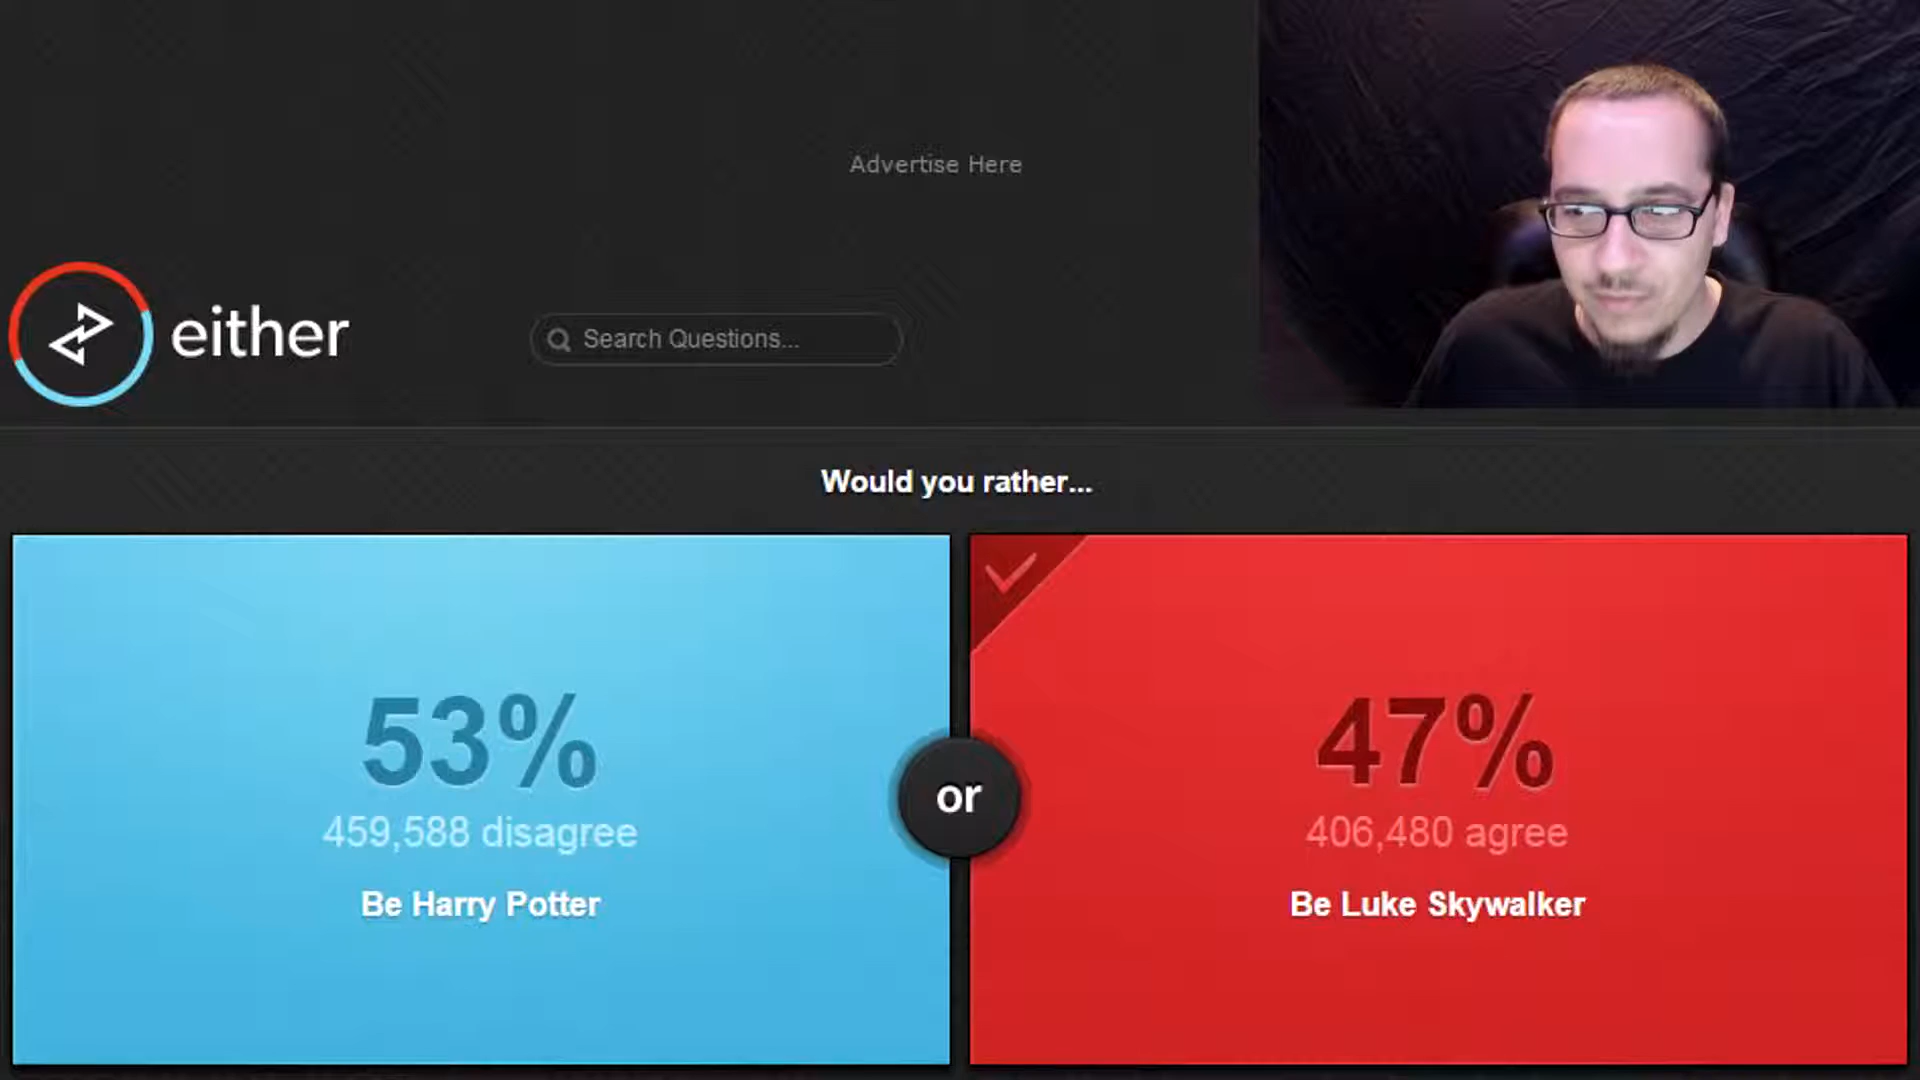 Advertise Here
either
Search Questions...
Would you rather...
53%
459,588 disagree
Be Harry Potter
or
47%
406,480 agree
Be Luke Skywalker